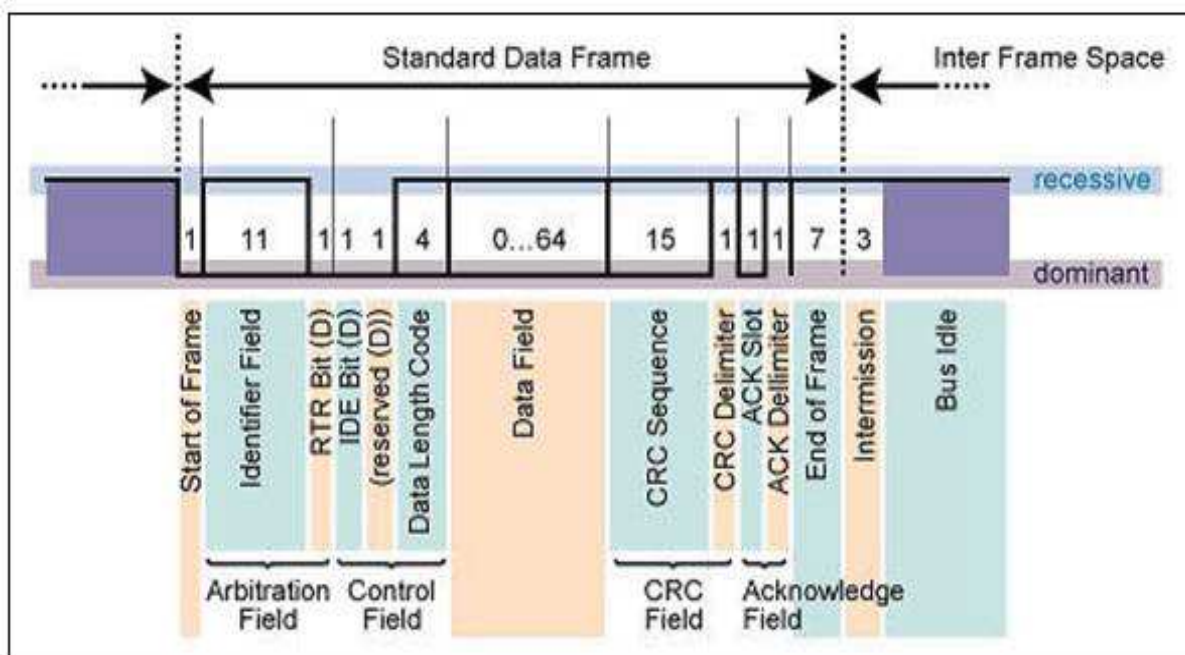 Standard Data Frame
Inter Frame Space
recessive
1 11 1 1 1 4 0...64 15 1 1 1 7 3
dominant
Start of Frame
Identifier Field
RTR Bit (D)
IDE Bit (D)
(reserved (D))
Data Length Code
Data Field
CRC Sequence
CRC Delimiter
ACK Slot
ACK Dellimiter
End of Frame
Intermission
Bus Idle
Arbitration
Field
Control
Field
CRC
Field
Acknowledge
Field